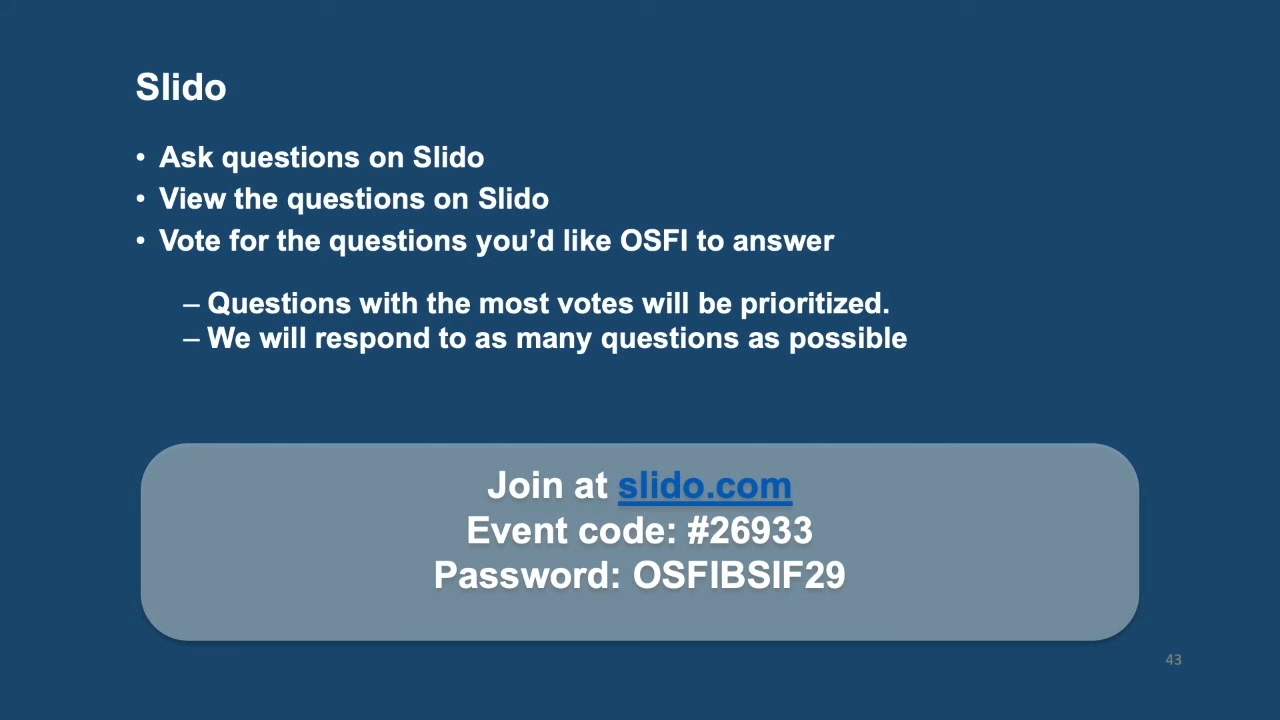 Slido
• Ask questions on Slido
• View the questions on Slido
• Vote for the questions you’d like OSFI to answer
– Questions with the most votes will be prioritized.
– We will respond to as many questions as possible
Join at slido.com
Event code: #26933
Password: OSFIBSIF29
43